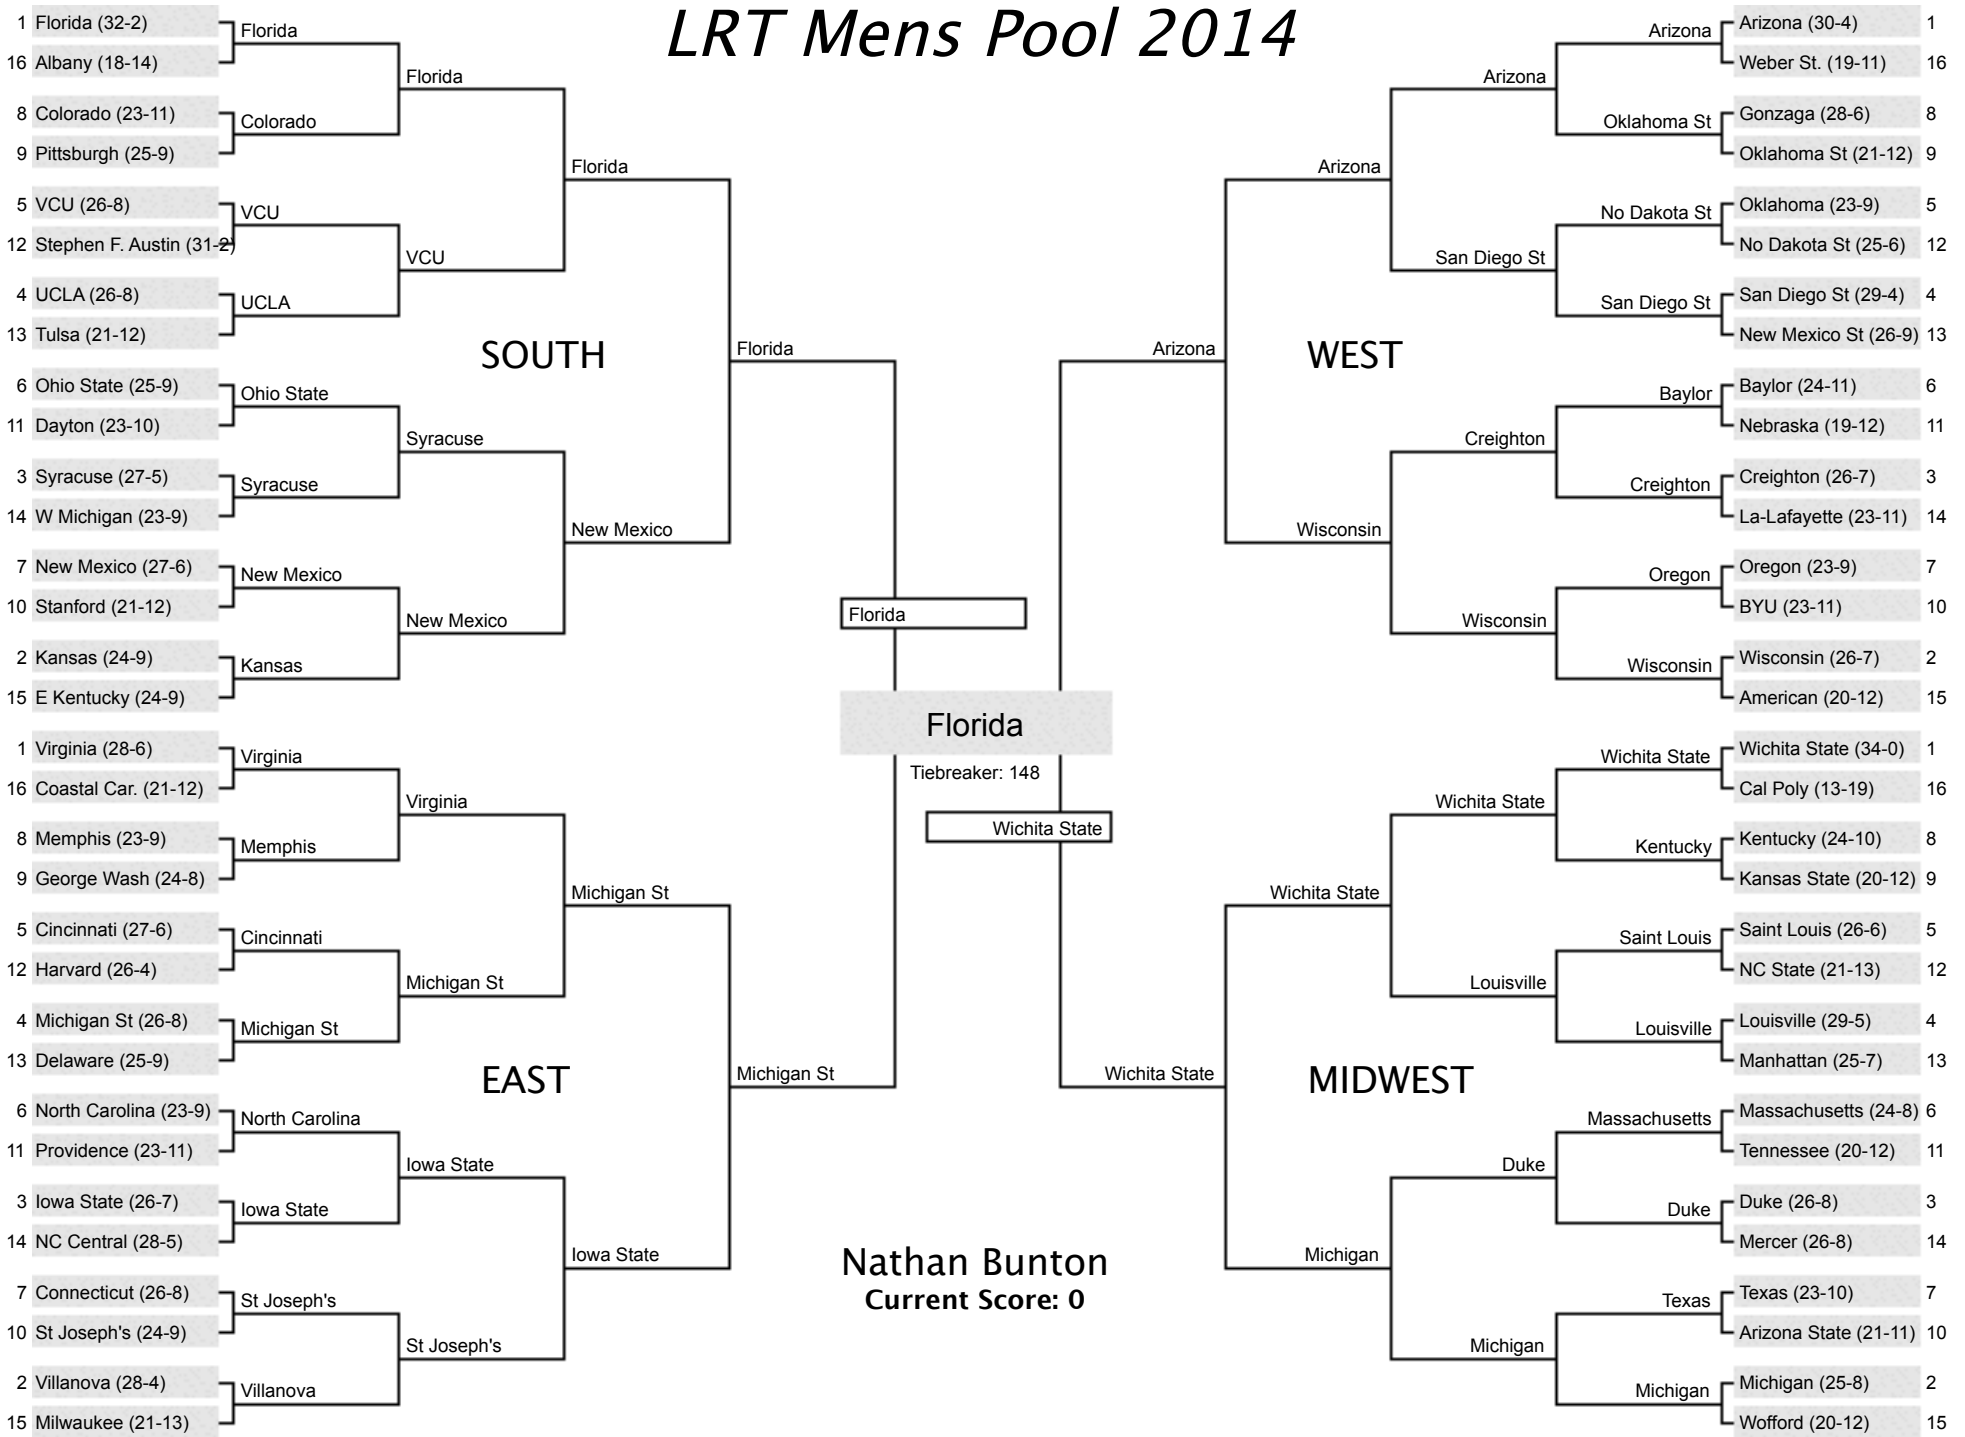 LRT Mens Pool 2014
1 Florida (32-2)
Florida
16 Albany (18-14)
Florida
8 Colorado (23-11)
Colorado
9 Pittsburgh (25-9)
Florida
5 VCU (26-8)
VCU
12 Stephen F. Austin (31-2)
VCU
4 UCLA (26-8)
UCLA
13 Tulsa (21-12)
SOUTH
Florida
6 Ohio State (25-9)
Ohio State
11 Dayton (23-10)
Syracuse
3 Syracuse (27-5)
Syracuse
14 W Michigan (23-9)
New Mexico
7 New Mexico (27-6)
New Mexico
10 Stanford (21-12)
New Mexico
2 Kansas (24-9)
Kansas
15 E Kentucky (24-9)
1 Virginia (28-6)
Virginia
16 Coastal Car. (21-12)
Virginia
8 Memphis (23-9)
Memphis
9 George Wash (24-8)
Michigan St
5 Cincinnati (27-6)
Cincinnati
12 Harvard (26-4)
Michigan St
4 Michigan St (26-8)
Michigan St
13 Delaware (25-9)
EAST
Michigan St
6 North Carolina (23-9)
North Carolina
11 Providence (23-11)
Iowa State
3 Iowa State (26-7)
Iowa State
14 NC Central (28-5)
Iowa State
7 Connecticut (26-8)
St Joseph's
10 St Joseph's (24-9)
St Joseph's
2 Villanova (28-4)
Villanova
15 Milwaukee (21-13)
Florida
Florida
Tiebreaker: 148
Wichita State
Nathan Bunton
Current Score: 0
Arizona (30-4) 1
Arizona
Weber St. (19-11) 16
Arizona
Gonzaga (28-6) 8
Oklahoma St
Oklahoma St (21-12) 9
Arizona
Oklahoma (23-9) 5
No Dakota St
No Dakota St (25-6) 12
San Diego St
San Diego St (29-4) 4
San Diego St
New Mexico St (26-9) 13
WEST
Arizona
Baylor (24-11) 6
Baylor
Nebraska (19-12) 11
Creighton
Creighton (26-7) 3
Creighton
La-Lafayette (23-11) 14
Wisconsin
Oregon (23-9) 7
Oregon
BYU (23-11) 10
Wisconsin
Wisconsin (26-7) 2
Wisconsin
American (20-12) 15
Wichita State (34-0) 1
Wichita State
Cal Poly (13-19) 16
Wichita State
Kentucky (24-10) 8
Kentucky
Kansas State (20-12) 9
Wichita State
Saint Louis (26-6) 5
Saint Louis
NC State (21-13) 12
Louisville
Louisville (29-5) 4
Louisville
Manhattan (25-7) 13
MIDWEST
Wichita State
Massachusetts (24-8) 6
Massachusetts
Tennessee (20-12) 11
Duke
Duke (26-8) 3
Duke
Mercer (26-8) 14
Michigan
Texas (23-10) 7
Texas
Arizona State (21-11) 10
Michigan
Michigan (25-8) 2
Michigan
Wofford (20-12) 15